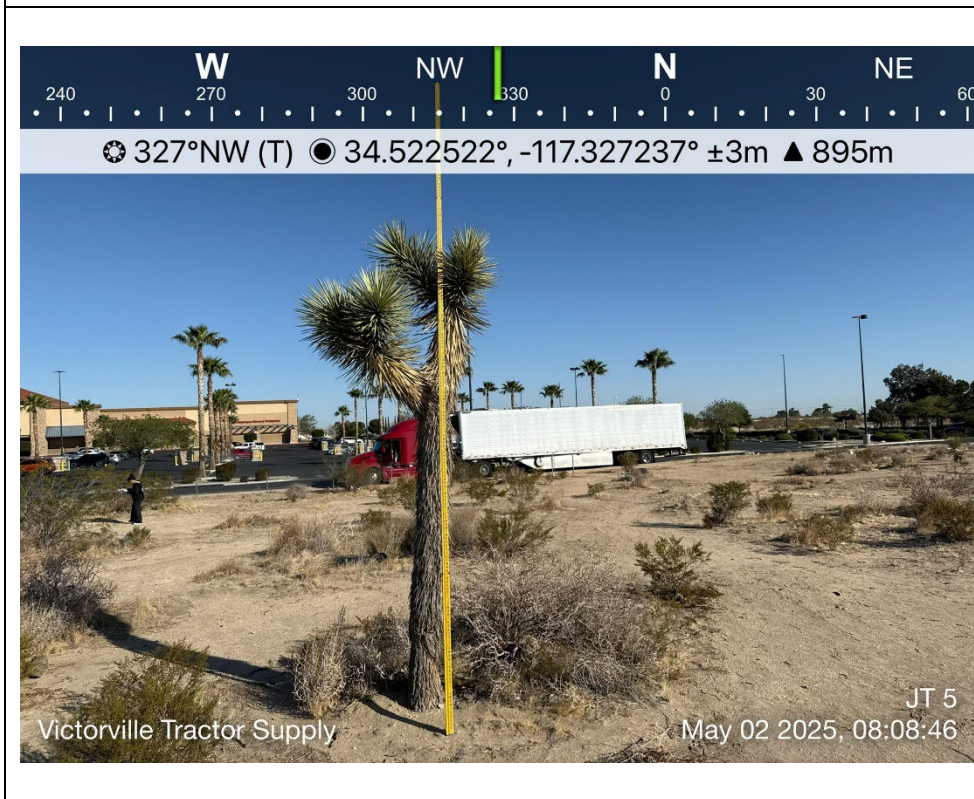 W NW N NE
240 270 300 330 0 30 60
327°NW (T) 34.522522°, -117.327237° ±3m ▲ 895m
JT 5
Victorville Tractor Supply May 02 2025, 08:08:46